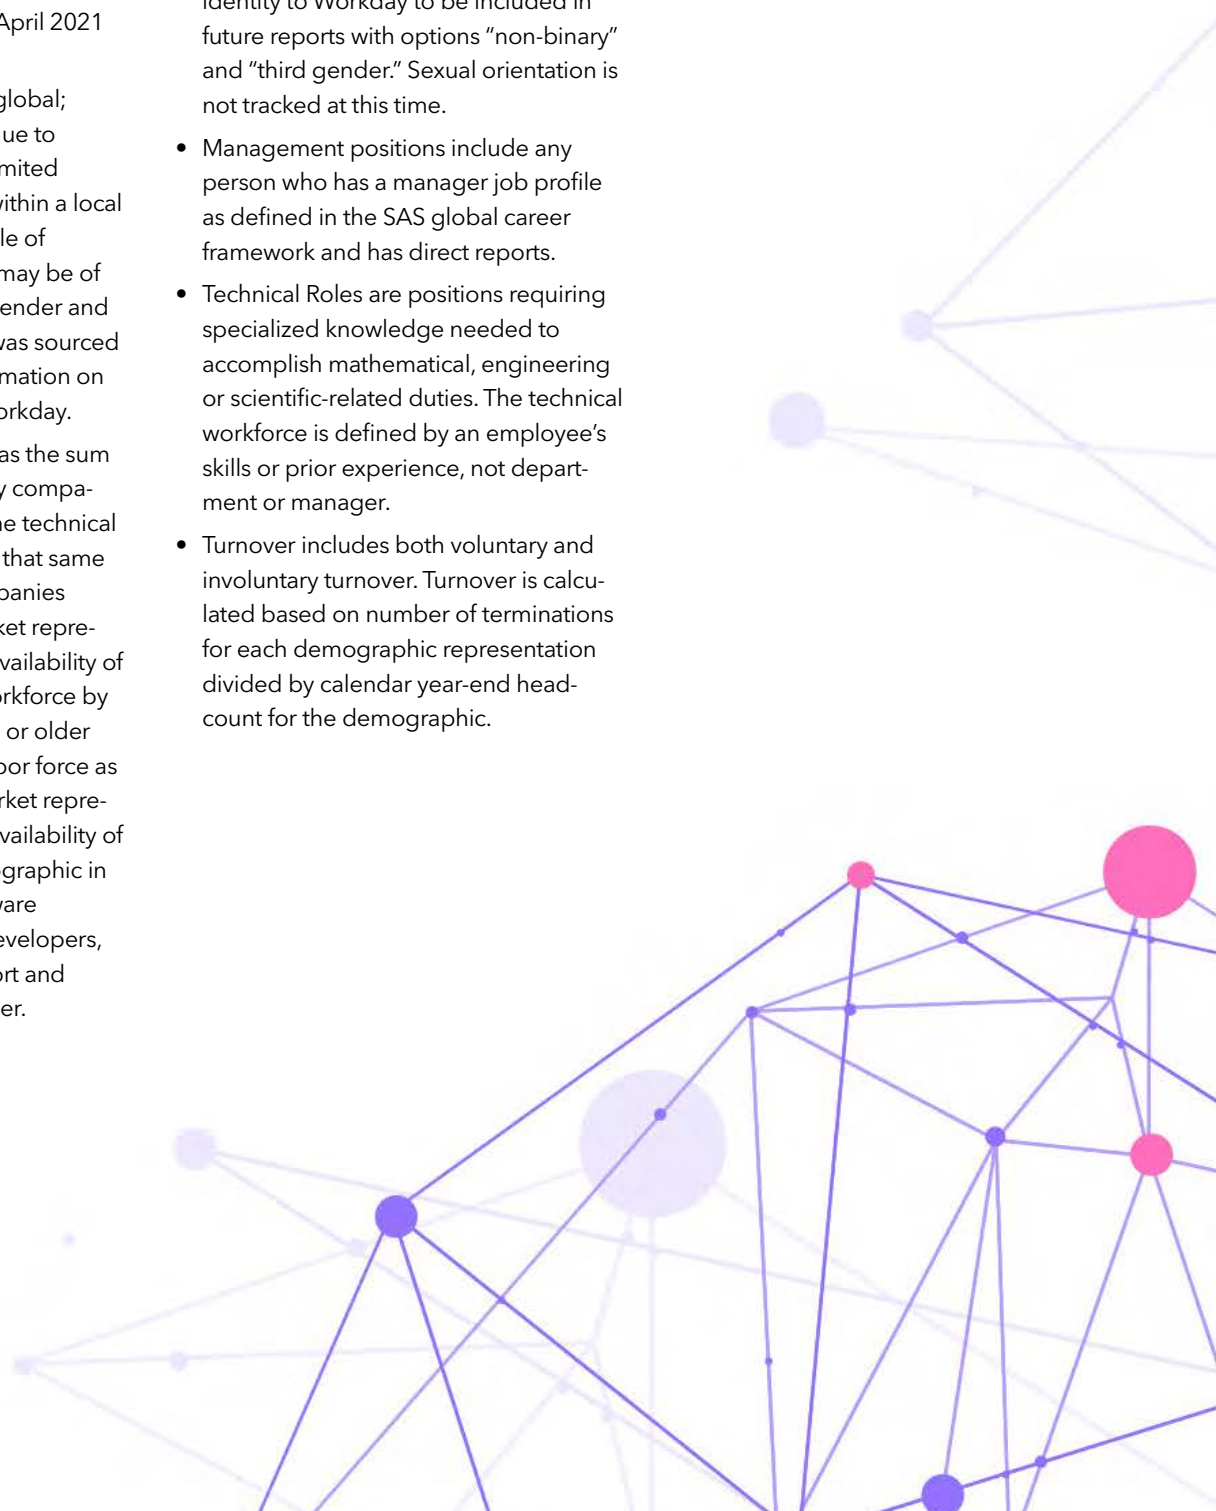 April 2021
global;
ue to
mited
within a local
le of
may be of
ender and
was sourced
mation on
orkday.
as the sum
y compa-
he technical
that same
panies
ket repre-
vailability of
orkforce by
or older
bor force as
rket repre-
vailability of
graphic in
ware
evelopers,
ort and
er.
identity to Workday to be included in
future reports with options “non-binary”
and “third gender.” Sexual orientation is
not tracked at this time.
• Management positions include any
person who has a manager job profile
as defined in the SAS global career
framework and has direct reports.
• Technical Roles are positions requiring
specialized knowledge needed to
accomplish mathematical, engineering
or scientific-related duties. The technical
workforce is defined by an employee’s
skills or prior experience, not depart-
ment or manager.
• Turnover includes both voluntary and
involuntary turnover. Turnover is calcu-
lated based on number of terminations
for each demographic representation
divided by calendar year-end head-
count for the demographic.